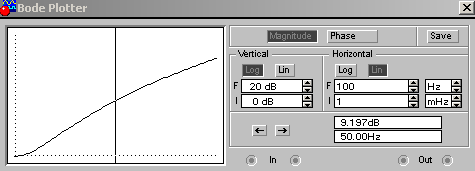 Bode Plotter
Magnitude Phase Save
Vertical Horizontal
Log Lin Log Lin
F 20 dB F 100 Hz
I 0 dB I 1 mHz
9.197dB
50.00Hz
In Out